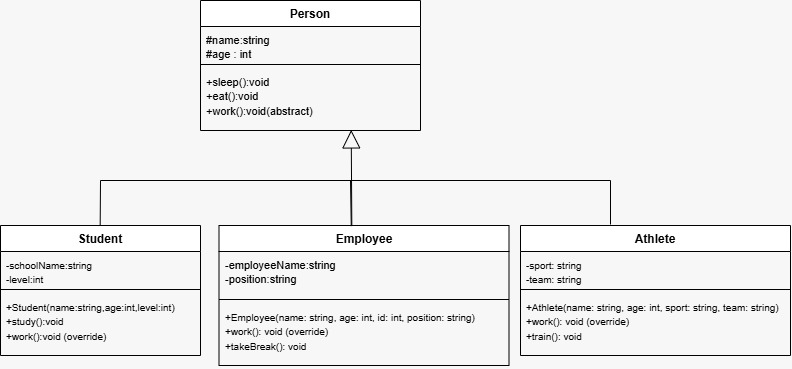 Person
#name:string
#age : int
+sleep():void
+eat():void
+work():void(abstract)
Student
-schoolName:string
-level:int
+Student(name:string,age:int,level:int)
+study():void
+work():void (override)
Employee
-employeeName:string
-position:string
+Employee(name: string, age: int, id: int, position: string)
+work(): void (override)
+takeBreak(): void
Athlete
-sport: string
-team: string
+Athlete(name: string, age: int, sport: string, team: string)
+work(): void (override)
+train(): void